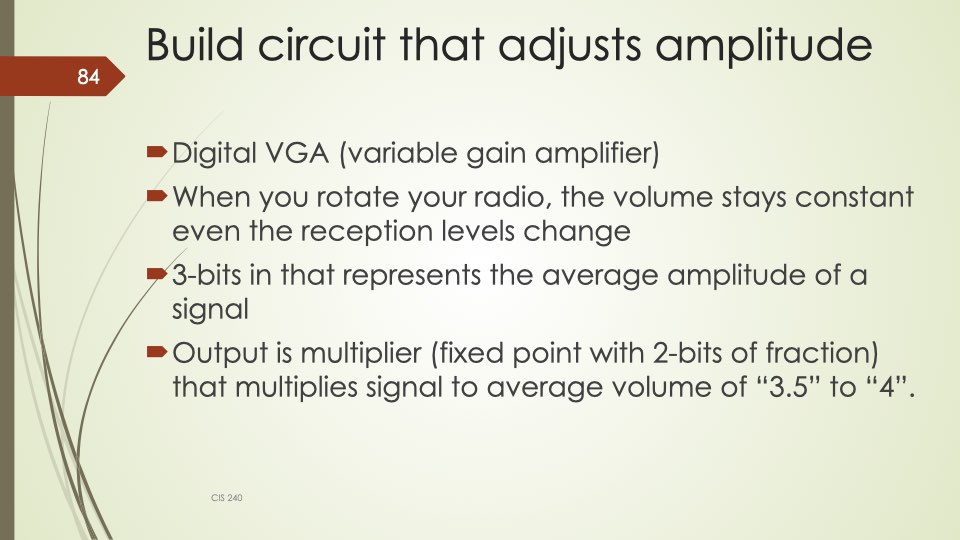 Build circuit that adjusts amplitude
84
Digital VGA (variable gain amplifier)
When you rotate your radio, the volume stays constant
even the reception levels change
3-bits in that represents the average amplitude of a
signal
Output is multiplier (fixed point with 2-bits of fraction)
that multiplies signal to average volume of “3.5” to “4”.
CIS 240